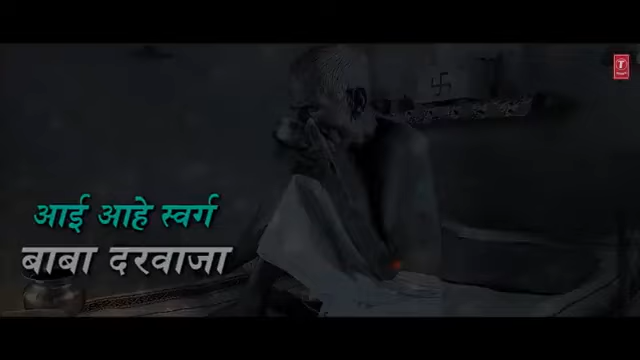 आई आहे स्वर्ग
बाबा दरवाजा